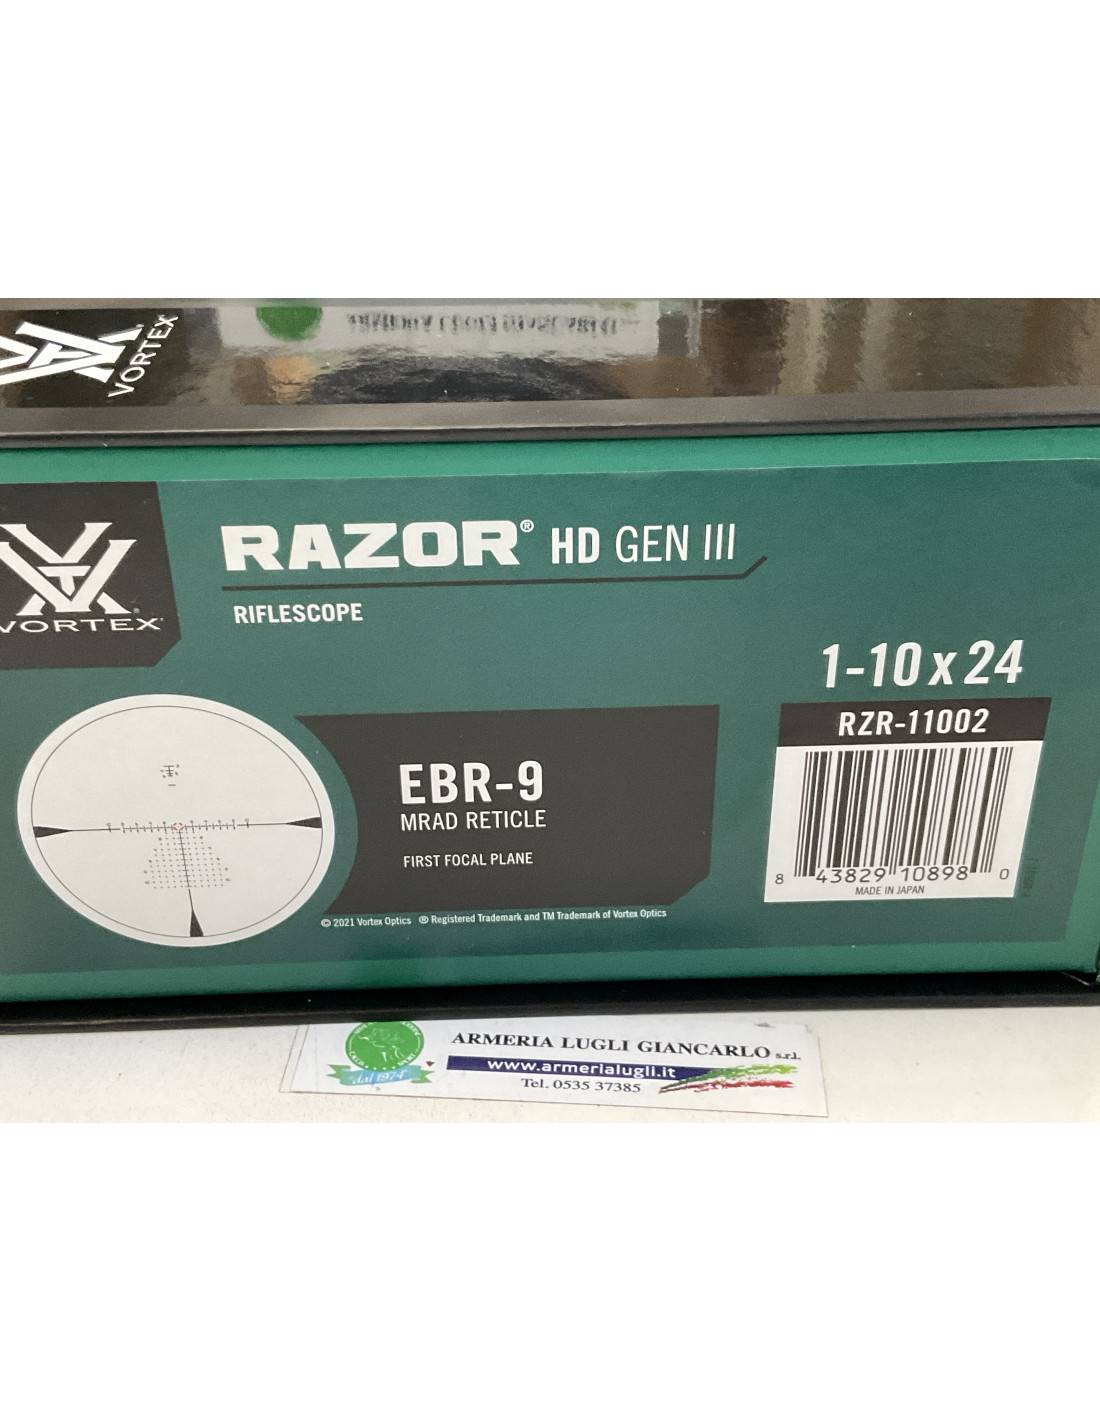 VORTEX
VORTEX
RAZOR® HD GEN III
RIFLESCOPE
1-10 x 24
RZR-11002
EBR-9
MRAD RETICLE
FIRST FOCAL PLANE
8 43829 10898 0
MADE IN JAPAN
© 2021 Vortex Optics ® Registered Trademark and TM Trademark of Vortex Optics
ARMERIA LUGLI GIANCARLO s.r.l.
www.armerialugli.it
Tel. 0535 37385
dal 1974